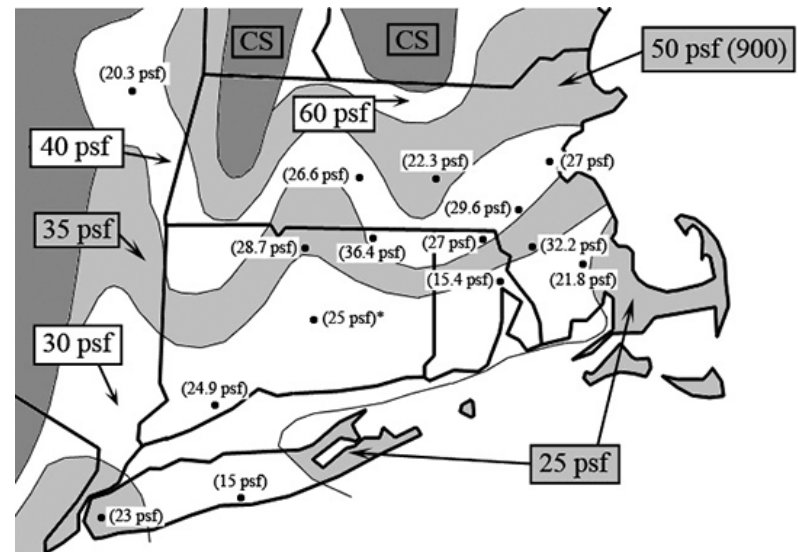 CS
CS
50 psf (900)
(20.3 psf)
60 psf
40 psf
(22.3 psf)
(27 psf)
(26.6 psf)
(29.6 psf)
35 psf
(28.7 psf)
(36.4 psf)
(27 psf)
(32.2 psf)
(15.4 psf)
(21.8 psf)
(25 psf)*
30 psf
(24.9 psf)
25 psf
(15 psf)
(23 psf)